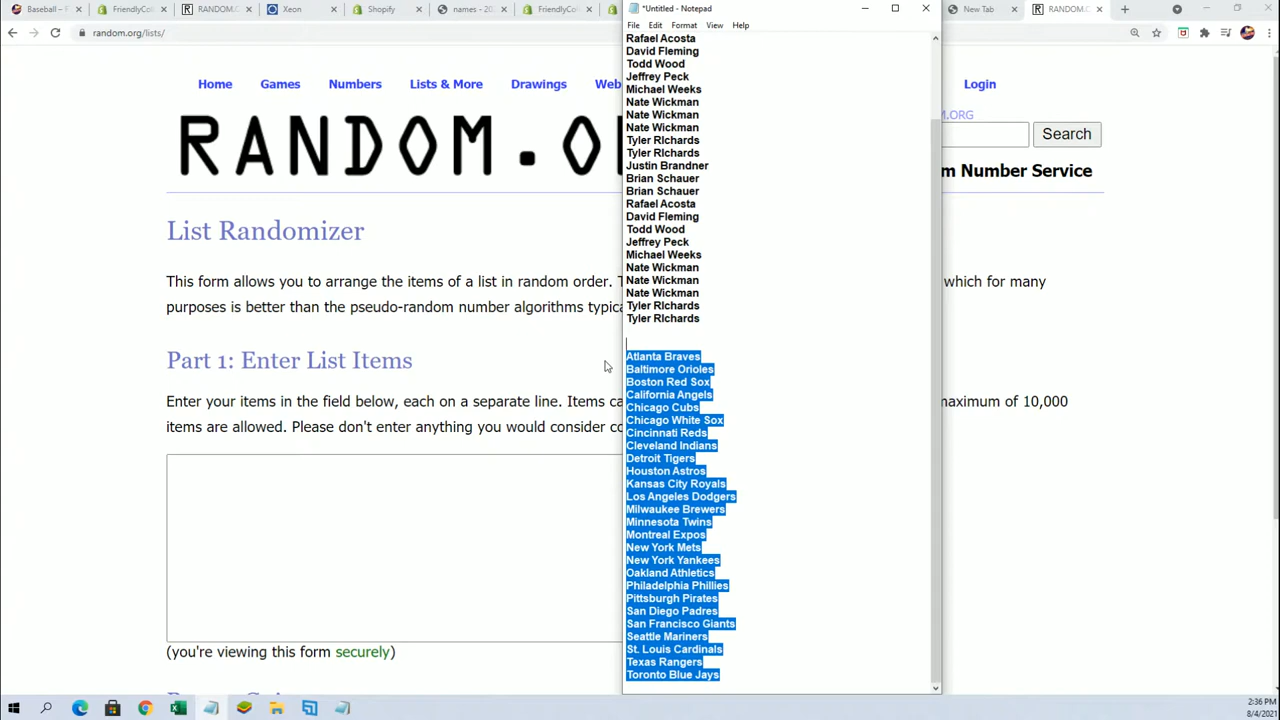 Baseball - F
FriendlyCol
RANDOM.O
Xeon
Shopify
names - 20
FriendlyCol
*Untitled - Notepad
New Tab
RANDOM.O
random.org/lists/
File Edit Format View Help
Home Games Numbers Lists & More Drawings Web
Login
M.ORG
RANDOM.O
Search
m Number Service
List Randomizer
This form allows you to arrange the items of a list in random order. T
which for many
purposes is better than the pseudo-random number algorithms typica
Part 1: Enter List Items
Enter your items in the field below, each on a separate line. Items ca
maximum of 10,000
items are allowed. Please don't enter anything you would consider co
(you're viewing this form securely)
Rafael Acosta
David Fleming
Todd Wood
Jeffrey Peck
Michael Weeks
Nate Wickman
Nate Wickman
Nate Wickman
Tyler RIchards
Tyler RIchards
Justin Brandner
Brian Schauer
Brian Schauer
Rafael Acosta
David Fleming
Todd Wood
Jeffrey Peck
Michael Weeks
Nate Wickman
Nate Wickman
Nate Wickman
Tyler RIchards
Tyler RIchards
Atlanta Braves
Baltimore Orioles
Boston Red Sox
California Angels
Chicago Cubs
Chicago White Sox
Cincinnati Reds
Cleveland Indians
Detroit Tigers
Houston Astros
Kansas City Royals
Los Angeles Dodgers
Milwaukee Brewers
Minnesota Twins
Montreal Expos
New York Mets
New York Yankees
Oakland Athletics
Philadelphia Phillies
Pittsburgh Pirates
San Diego Padres
San Francisco Giants
Seattle Mariners
St. Louis Cardinals
Texas Rangers
Toronto Blue Jays
2:36 PM
8/4/2021